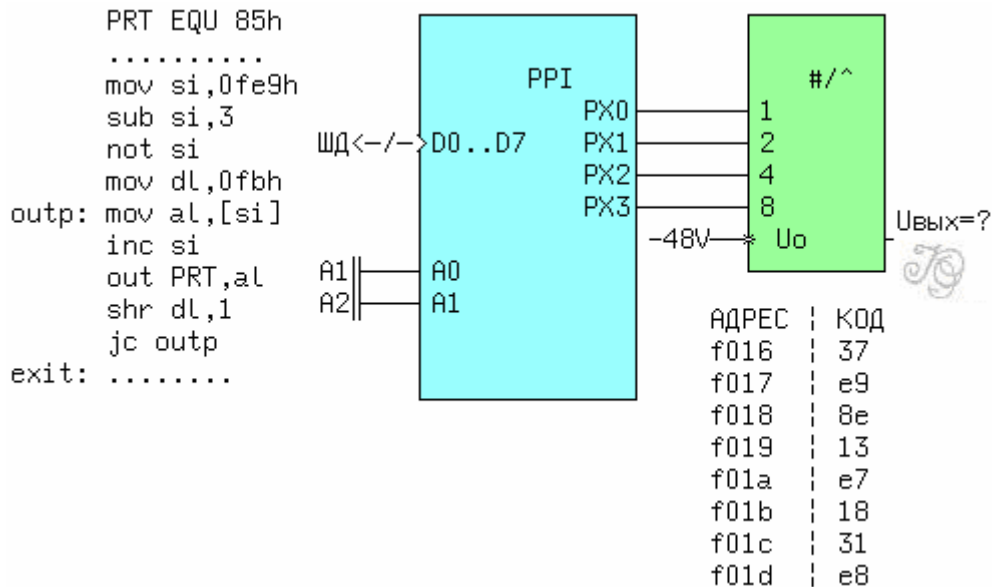 PRT EQU 85h
. . . . . . . . . .
mov si,0fe9h
sub si,3
not si
mov dl,0fbh
outp: mov al,[si]
inc si
out PRT,al
shr dl,1
jc outp
exit: ........
PPI
ШД<-/->D0..D7
A1 A0
A2 A1
PX0
PX1
PX2
PX3
#/^
1
2
4
8
-48V * Uo
Uвых=?
АДРЕС ¦ КОД
f016 ¦ 37
f017 ¦ e9
f018 ¦ 8e
f019 ¦ 13
f01a ¦ e7
f01b ¦ 18
f01c ¦ 31
f01d ¦ e8